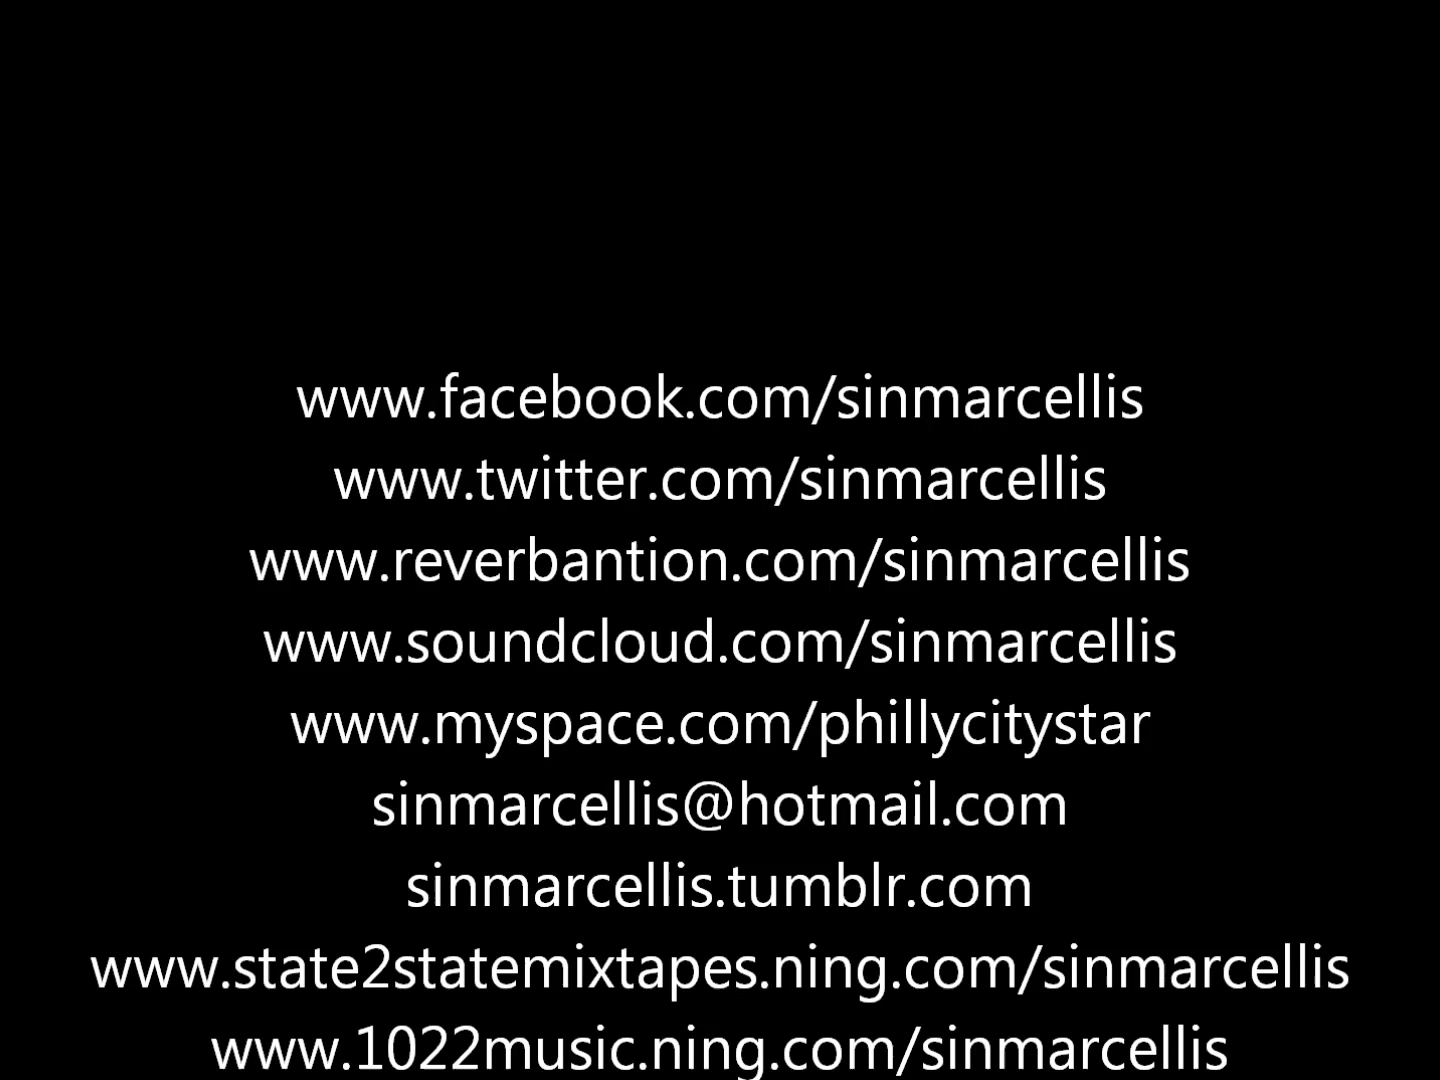 www.facebook.com/sinmarcellis
www.twitter.com/sinmarcellis
www.reverbantion.com/sinmarcellis
www.soundcloud.com/sinmarcellis
www.myspace.com/phillycitystar
sinmarcellis@hotmail.com
sinmarcellis.tumblr.com
www.state2statemixtapes.ning.com/sinmarcellis
www.1022music.ning.com/sinmarcellis